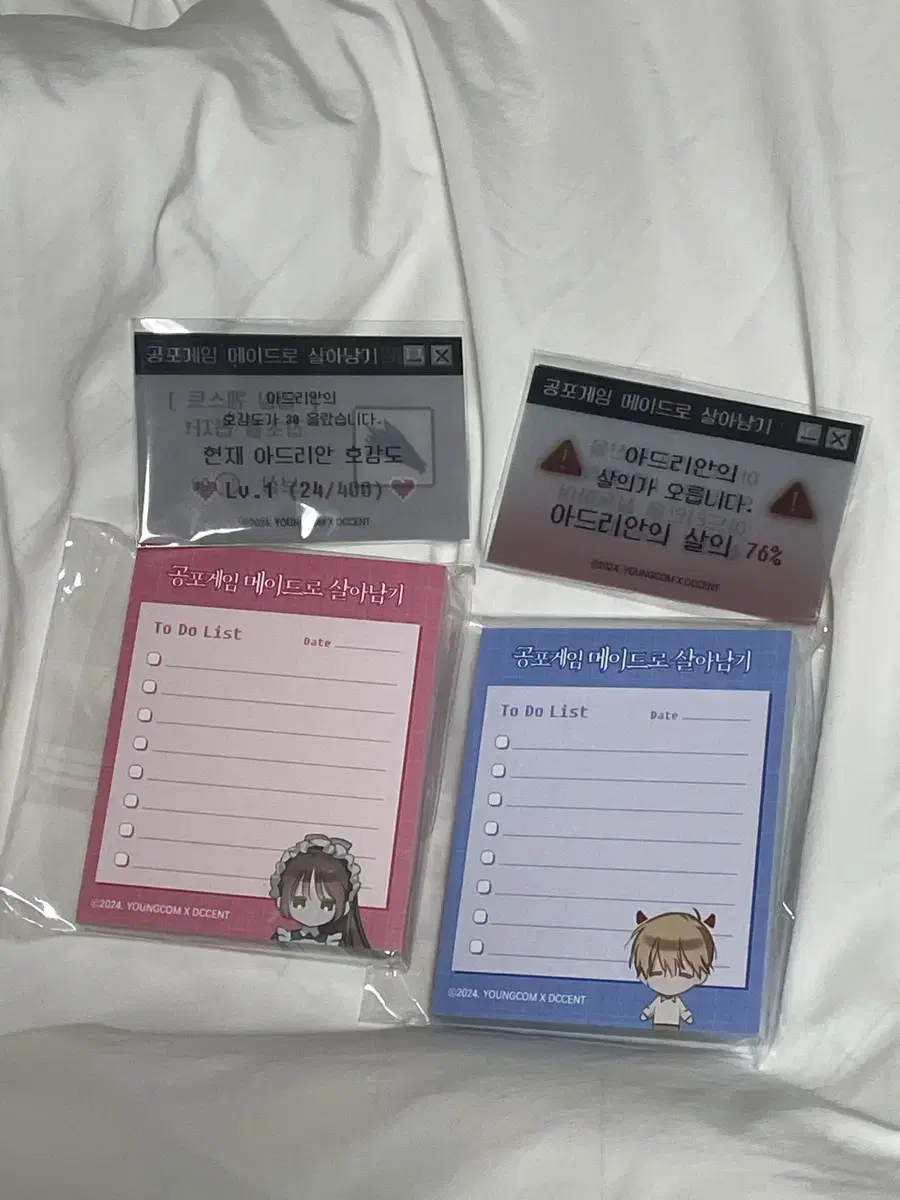 공포게임 메이드로 살아남기
아드리안의
호감도가 30 올랐습니다.
현재 아드리안 호감도
Lv.1 (24/400)
©2024. YOUNGCOM X DCCENT
공포게임 메이드로 살아남기
아드리안의
살의가 오릅니다.
아드리안의 살의 76%
©2024. YOUNGCOM X DCCENT
공포게임 메이드로 살아남기
To Do List
Date
©2024. YOUNGCOM X DCCENT
공포게임 메이드로 살아남기
To Do List
Date
©2024. YOUNGCOM X DCCENT